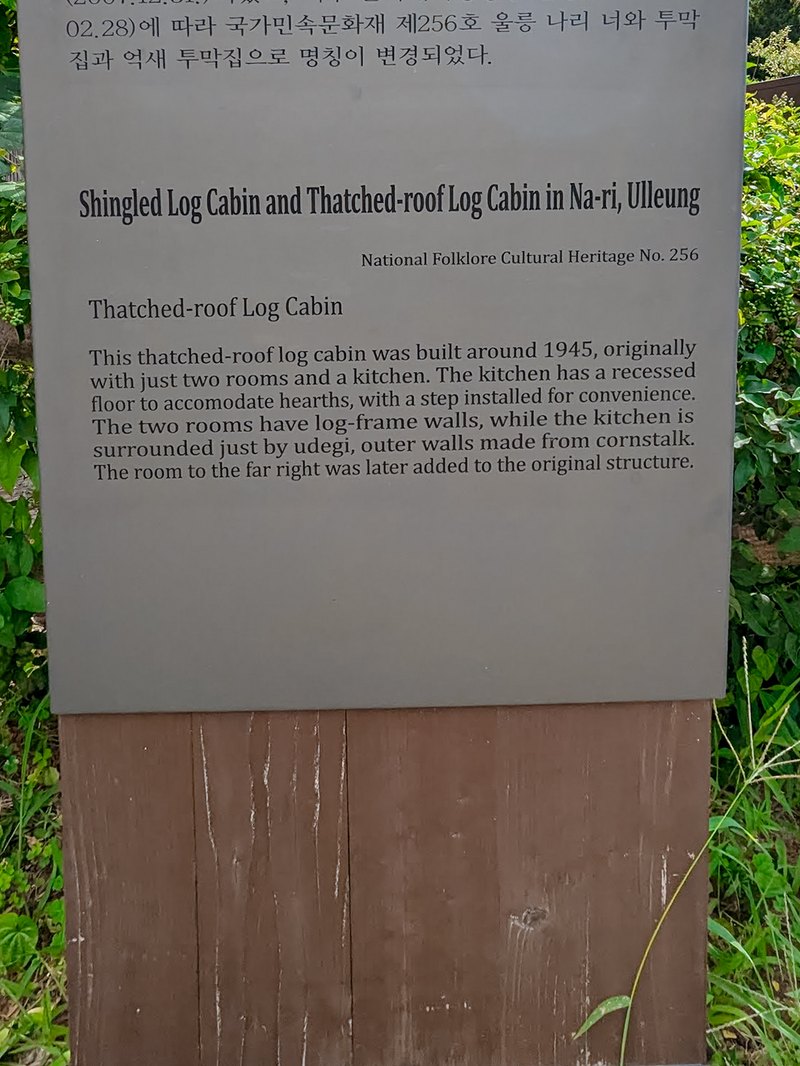 (2007.12.31.)
02.28)에 따라 국가민속문화재 제256호 울릉 나리 너와 투막
집과 억새 투막집으로 명칭이 변경되었다.
Shingled Log Cabin and Thatched-roof Log Cabin in Na-ri, Ulleung
National Folklore Cultural Heritage No. 256
Thatched-roof Log Cabin
This thatched-roof log cabin was built around 1945, originally
with just two rooms and a kitchen. The kitchen has a recessed
floor to accomodate hearths, with a step installed for convenience.
The two rooms have log-frame walls, while the kitchen is
surrounded just by udegi, outer walls made from cornstalk.
The room to the far right was later added to the original structure.